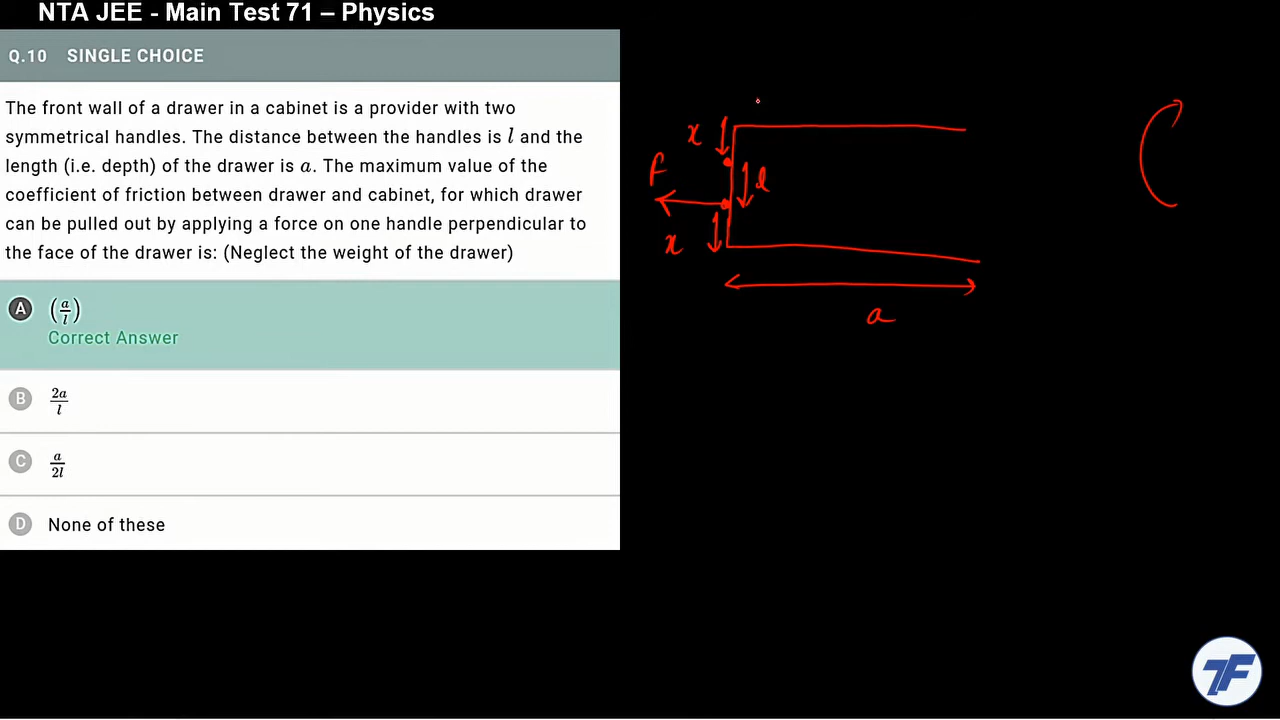 NTA JEE - Main Test 71 – Physics
Q.10 SINGLE CHOICE
The front wall of a drawer in a cabinet is a provider with two
symmetrical handles. The distance between the handles is l and the
length (i.e. depth) of the drawer is a. The maximum value of the
coefficient of friction between drawer and cabinet, for which drawer
can be pulled out by applying a force on one handle perpendicular to
the face of the drawer is: (Neglect the weight of the drawer)
A (a/l)
Correct Answer
B 2a/l
C a/2l
D None of these
x
F
l
x
a
TF